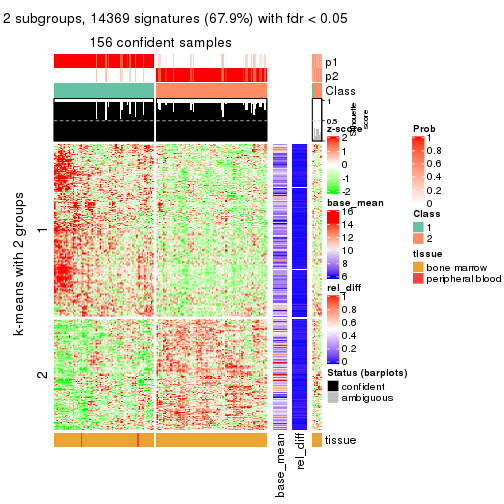 2 subgroups, 14369 signatures (67.9%) with fdr < 0.05
156 confident samples
p1
p2
Class
1
0.5
0
Silhouette
score
k-means with 2 groups
1
2
z-score
2
1
0
-1
-2
base_mean
16
14
12
10
8
6
rel_diff
1
0.8
0.6
0.4
0.2
0
Status (barplots)
confident
ambiguous
Prob
1
0.8
0.6
0.4
0.2
0
Class
1
2
tissue
bone marrow
peripheral blood
tissue
base_mean
rel_diff